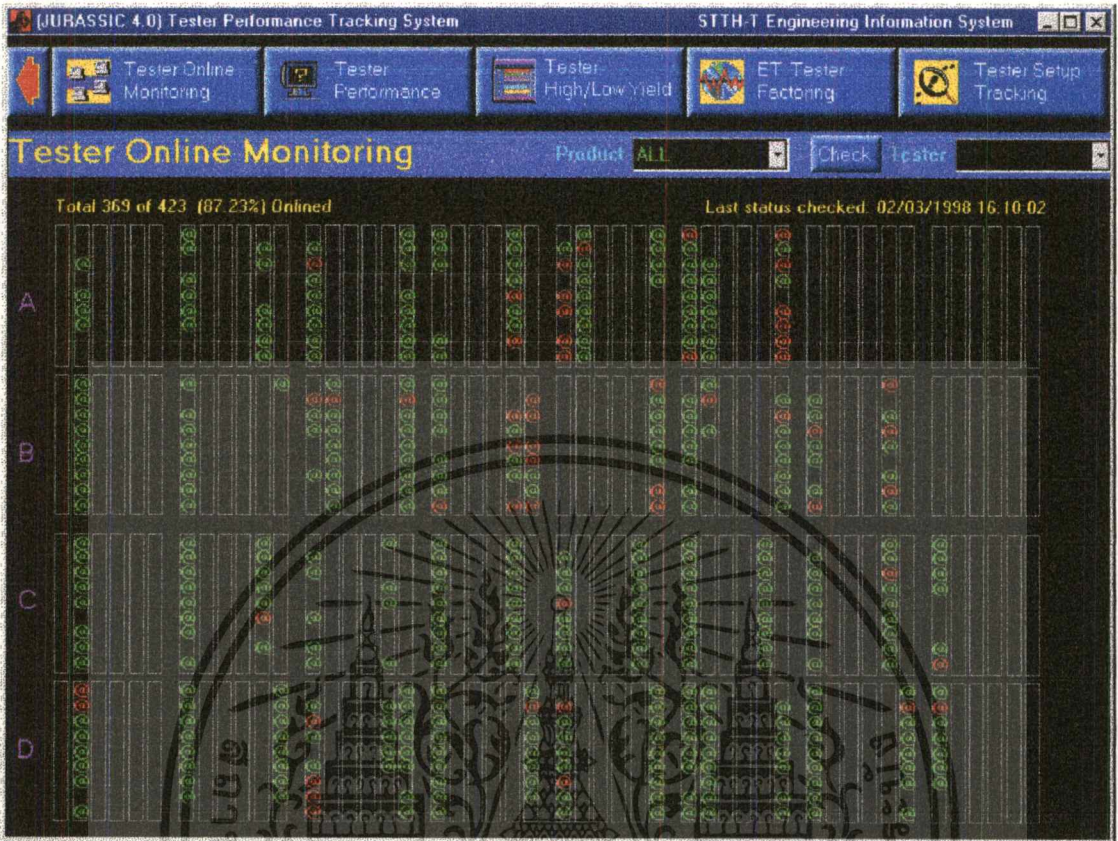 (JURASSIC 4.0) Tester Performance Tracking System STTH-T Engineering Information System
Tester Online Monitoring
Tester Performance
Tester High/Low Yield
ET Tester Factoring
Tester Setup Tracking
Tester Online Monitoring Product ALL Check Tester
Total 369 of 423 (87.23%) Onlined Last status checked 02/03/1998 16:10:02
A
B
C
D